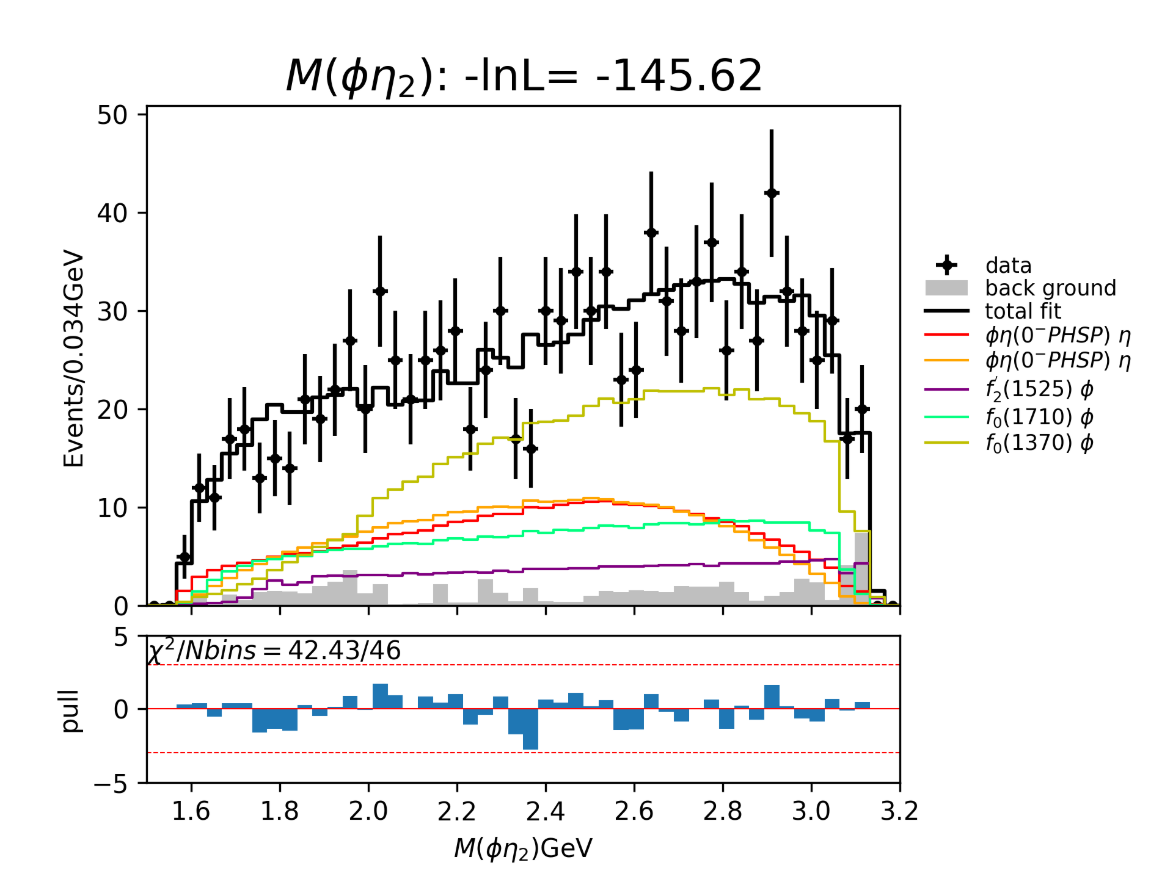 M(ϕη₂): -lnL= -145.62
50
40
30
20
10
0
Events/0.034GeV
data
back ground
total fit
ϕη(0⁻PHSP) η
ϕη(0⁻PHSP) η
f₂′(1525) ϕ
f₀(1710) ϕ
f₀(1370) ϕ
χ²/Nbins = 42.43/46
5
0
−5
pull
1.6 1.8 2.0 2.2 2.4 2.6 2.8 3.0 3.2
M(ϕη₂)GeV